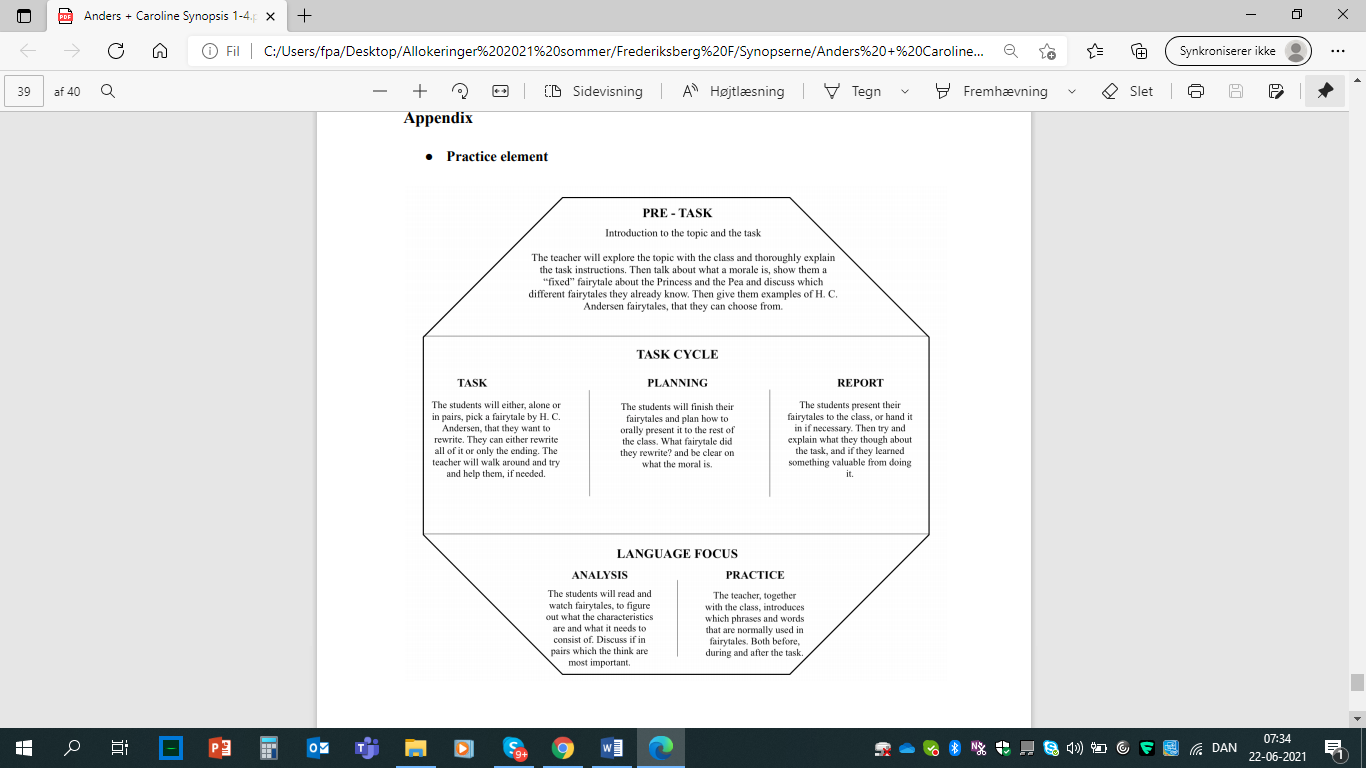 Anders + Caroline Synopsis 1-4.p
Fil
C:/Users/fpa/Desktop/Allokeringer%202021%20sommer/Frederiksberg%20F/Synopserne/Anders%20+%20Caroline...
Synkroniserer ikke
39 af 40
Sidevisning
Højtlæsning
Tegn
Fremhævning
Slet
Appendix
● Practice element
PRE - TASK
Introduction to the topic and the task
The teacher will explore the topic with the class and thoroughly explain
the task instructions. Then talk about what a morale is, show them a
“fixed” fairytale about the Princess and the Pea and discuss which
different fairytales they already know. Then give them examples of H. C.
Andersen fairytales, that they can choose from.
TASK CYCLE
TASK
The students will either, alone or
in pairs, pick a fairytale by H. C.
Andersen, that they want to
rewrite. They can either rewrite
all of it or only the ending. The
teacher will walk around and try
and help them, if needed.
PLANNING
The students will finish their
fairytales and plan how to
orally present it to the rest of
the class. What fairytale did
they rewrite? and be clear on
what the moral is.
REPORT
The students present their
fairytales to the class, or hand it
in if necessary. Then try and
explain what they though about
the task, and if they learned
something valuable from doing
it.
LANGUAGE FOCUS
ANALYSIS
The students will read and
watch fairytales, to figure
out what the characteristics
are and what it needs to
consist of. Discuss if in
pairs which the think are
most important.
PRACTICE
The teacher, together
with the class, introduces
which phrases and words
that are normally used in
fairytales. Both before,
during and after the task.
DAN
07:34
22-06-2021